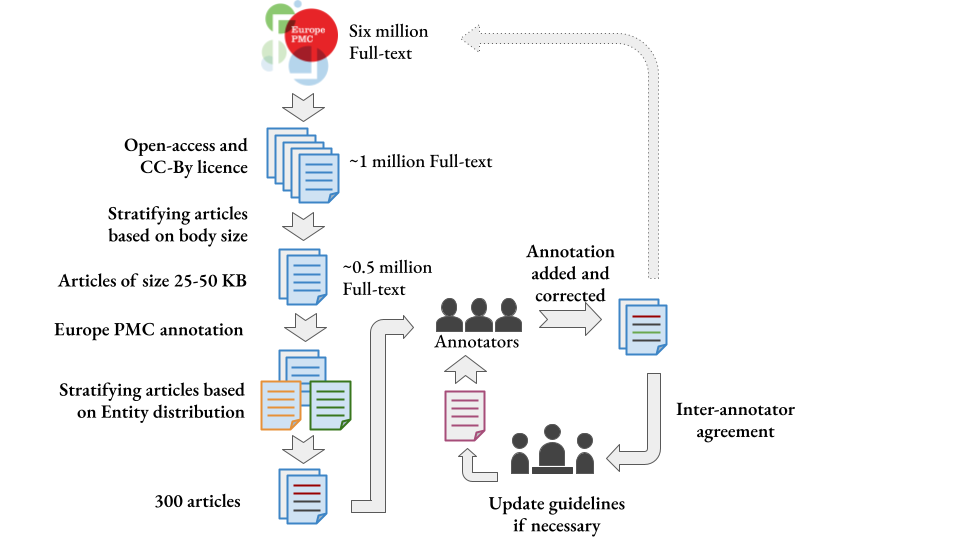 Europe
PMC
Six million
Full-text
Open-access and
CC-By licence
~1 million Full-text
Stratifying articles
based on body size
Articles of size 25-50 KB
~0.5 million
Full-text
Europe PMC annotation
Stratifying articles based
on Entity distribution
300 articles
Annotators
Annotation
added and
corrected
Inter-annotator
agreement
Update guidelines
if necessary